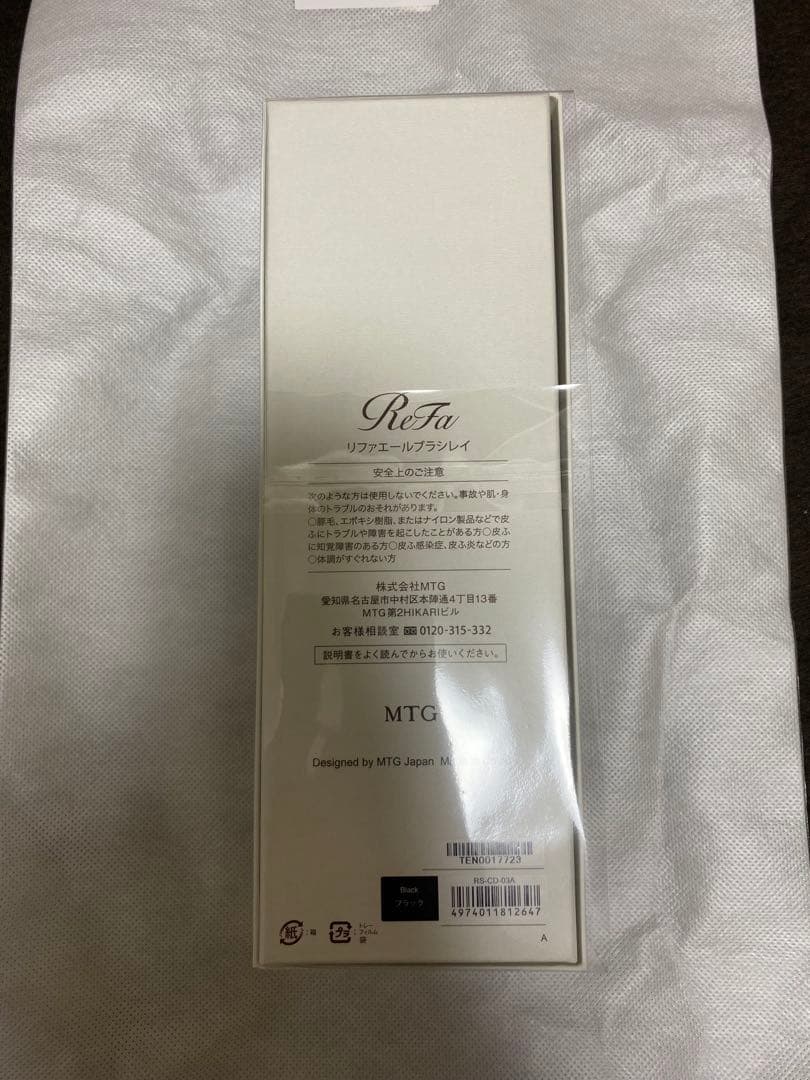 ReFa
リファエールブラシレイ
安全上のご注意
次のような方は使用しないでください。事故や肌・身
体のトラブルのおそれがあります。
○豚毛、エポキシ樹脂、またはナイロン製品などで皮
ふにトラブルや障害を起こしたことがある方○皮ふ
に知覚障害のある方○皮ふ感染症、皮ふ炎などの方
○体調がすぐれない方
株式会社MTG
愛知県名古屋市中村区本陣通4丁目13番
MTG第2HIKARIビル
お客様相談室 0120-315-332
説明書をよく読んでからお使いください。
MTG
Designed by MTG Japan
TEN0017723
RS-CD-03A
Black
ブラック
4974011812647
紙 :箱
プラ :トレー
フィルム
袋
A